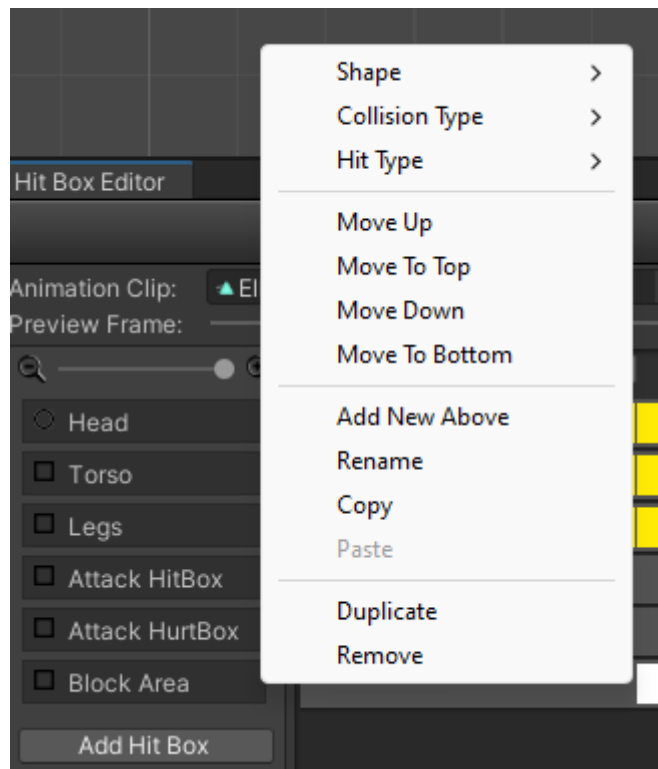 Shape
Collision Type
Hit Type
Move Up
Move To Top
Move Down
Move To Bottom
Add New Above
Rename
Copy
Paste
Duplicate
Remove
Hit Box Editor
Animation Clip: El
Preview Frame:
Head
Torso
Legs
Attack HitBox
Attack HurtBox
Block Area
Add Hit Box